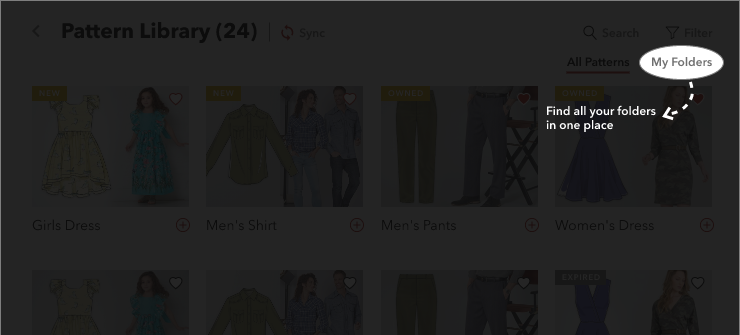 Pattern Library (24)
Sync
Search
Filter
All Patterns
My Folders
NEW
NEW
OWNED
OWNED
Find all your folders
in one place
Girls Dress
Men's Shirt
Men's Pants
Women's Dress
EXPIRED